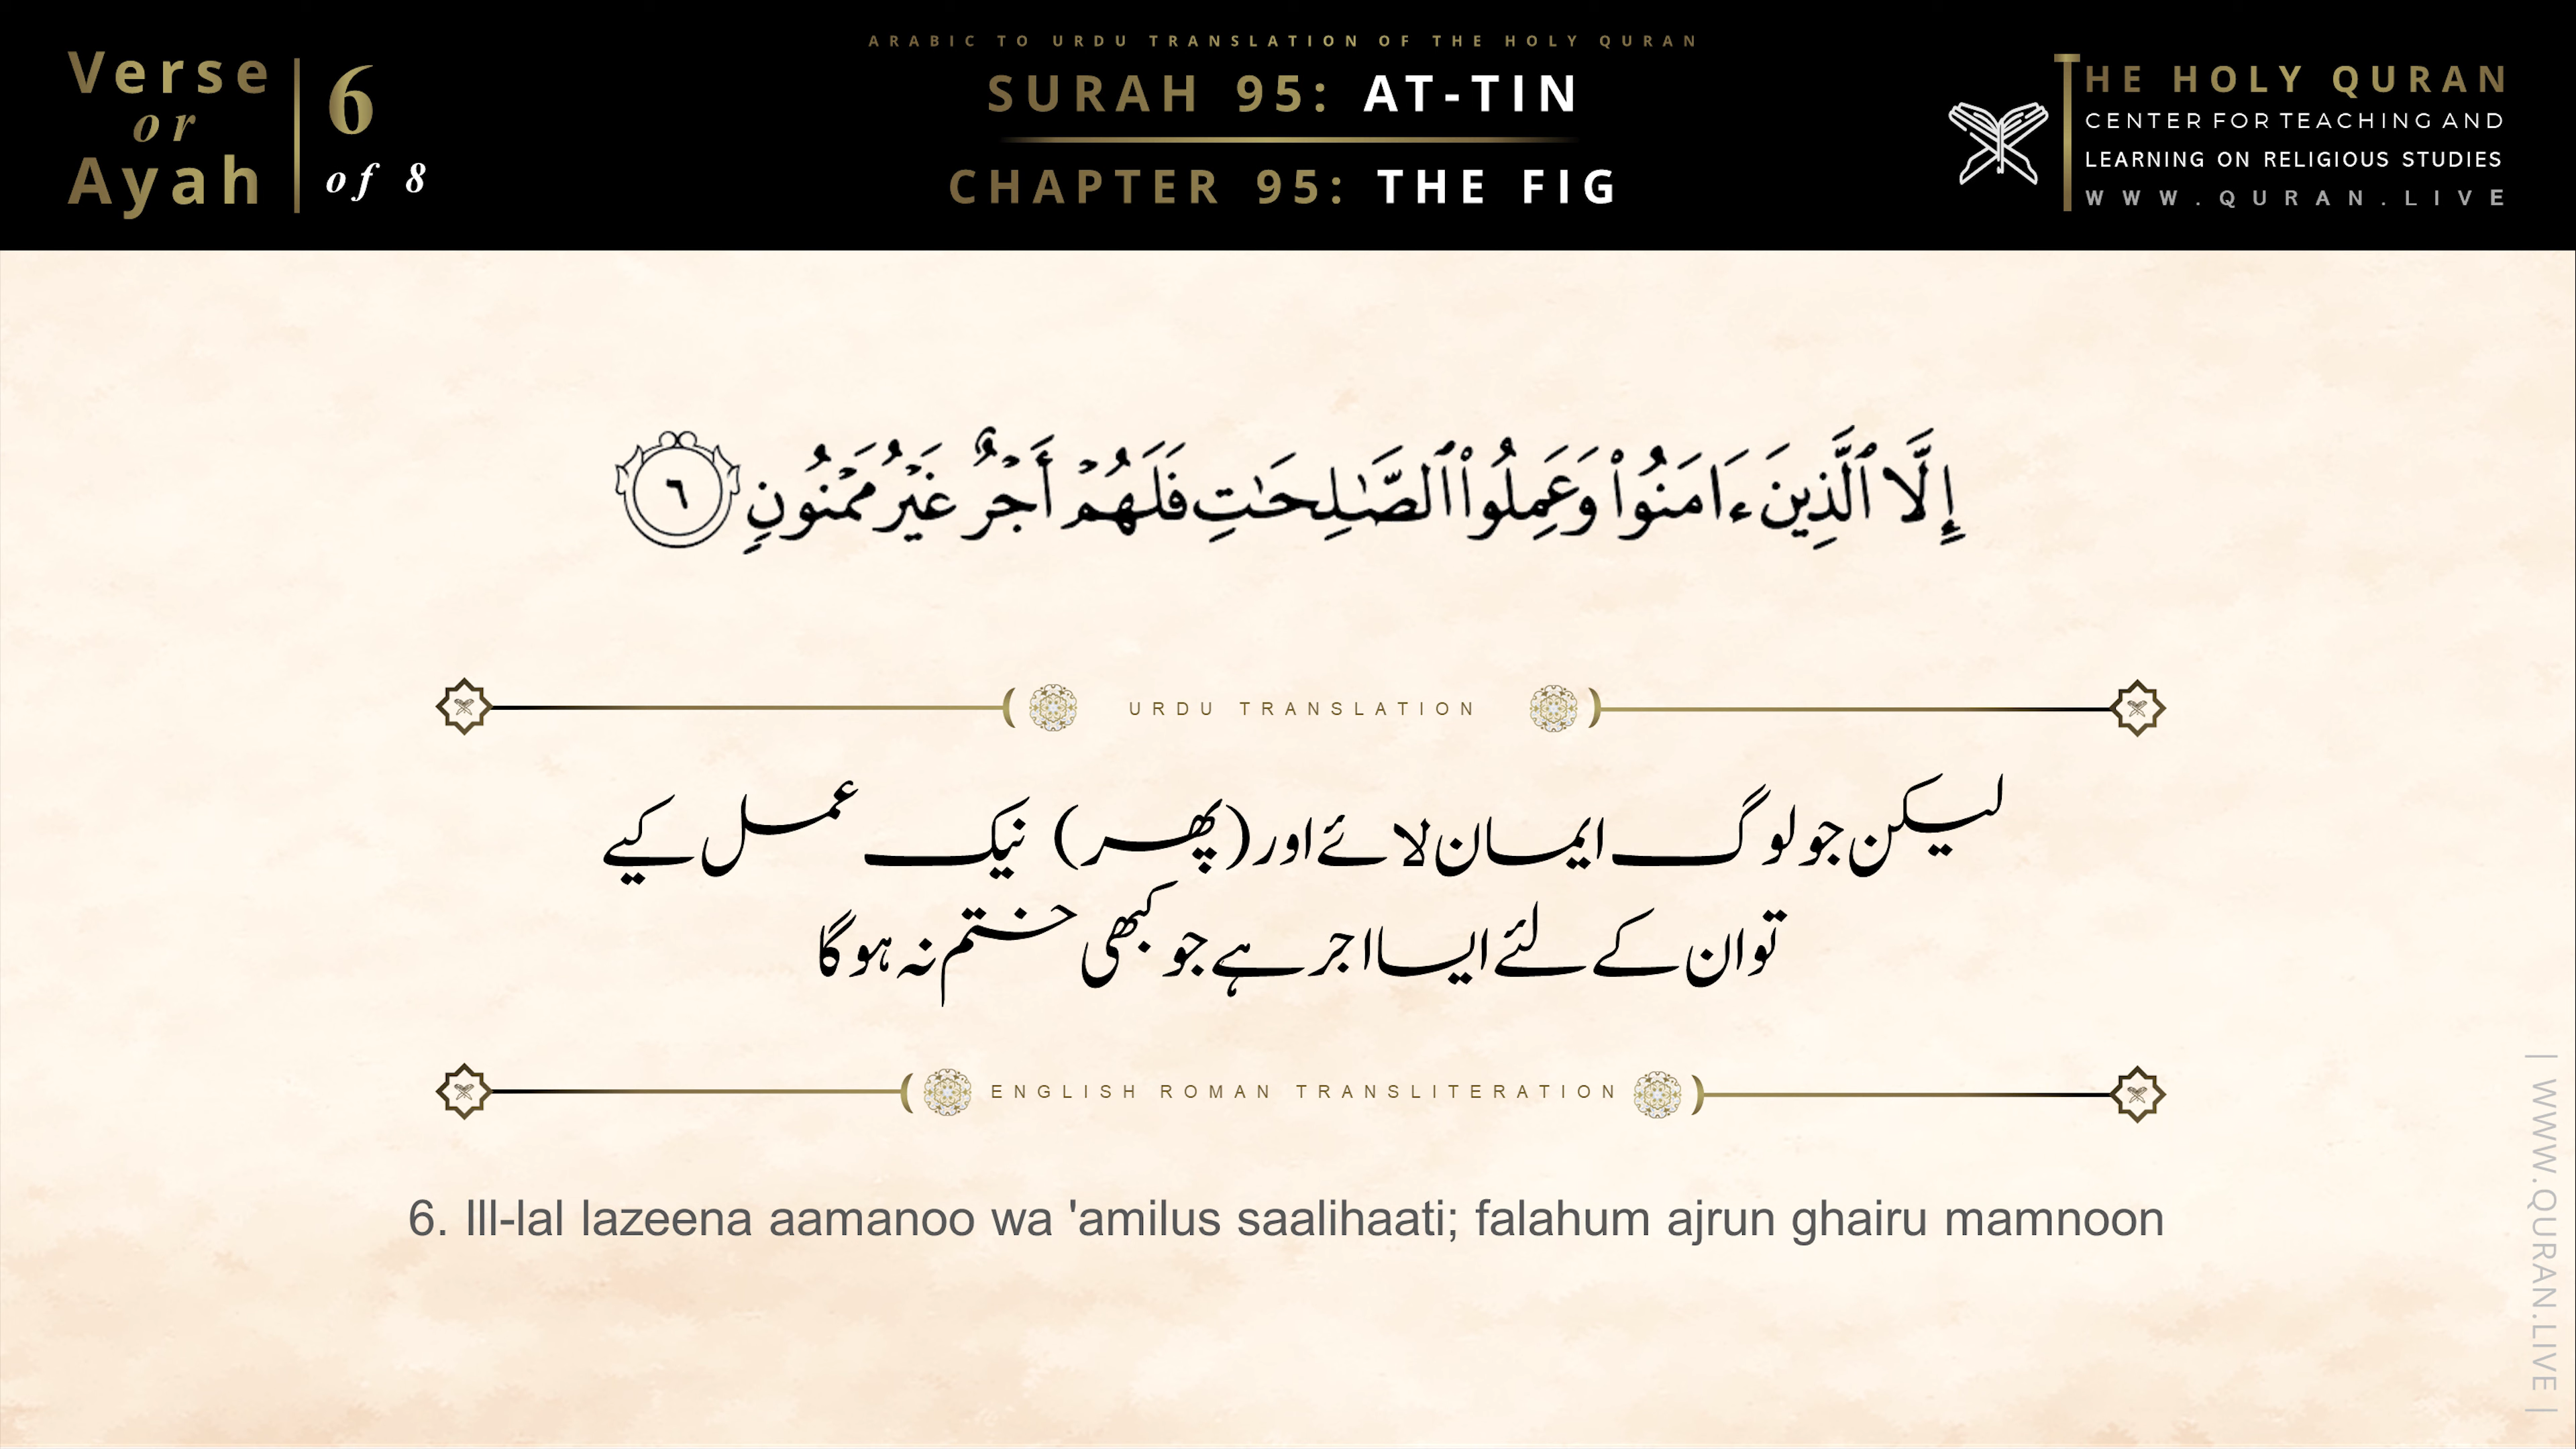 Verse
or
Ayah
6
of 8
ARABIC TO URDU TRANSLATION OF THE HOLY QURAN
SURAH 95: AT-TIN
CHAPTER 95: THE FIG
THE HOLY QURAN
CENTER FOR TEACHING AND
LEARNING ON RELIGIOUS STUDIES
WWW.QURAN.LIVE
إِلَّا ٱلَّذِينَ ءَامَنُوا۟ وَعَمِلُوا۟ ٱلصَّـٰلِحَـٰتِ فَلَهُمْ أَجْرٌ غَيْرُ مَمْنُونٍ ٦
URDU TRANSLATION
لیکن جو لوگ ایمان لائے اور (پھر) نیک عمل کیے
تو ان کے لئے ایسا اجر ہے جو کبھی ختم نہ ہوگا
ENGLISH ROMAN TRANSLITERATION
6. Ill-lal lazeena aamanoo wa 'amilus saalihaati; falahum ajrun ghairu mamnoon
| WWW.QURAN.LIVE |